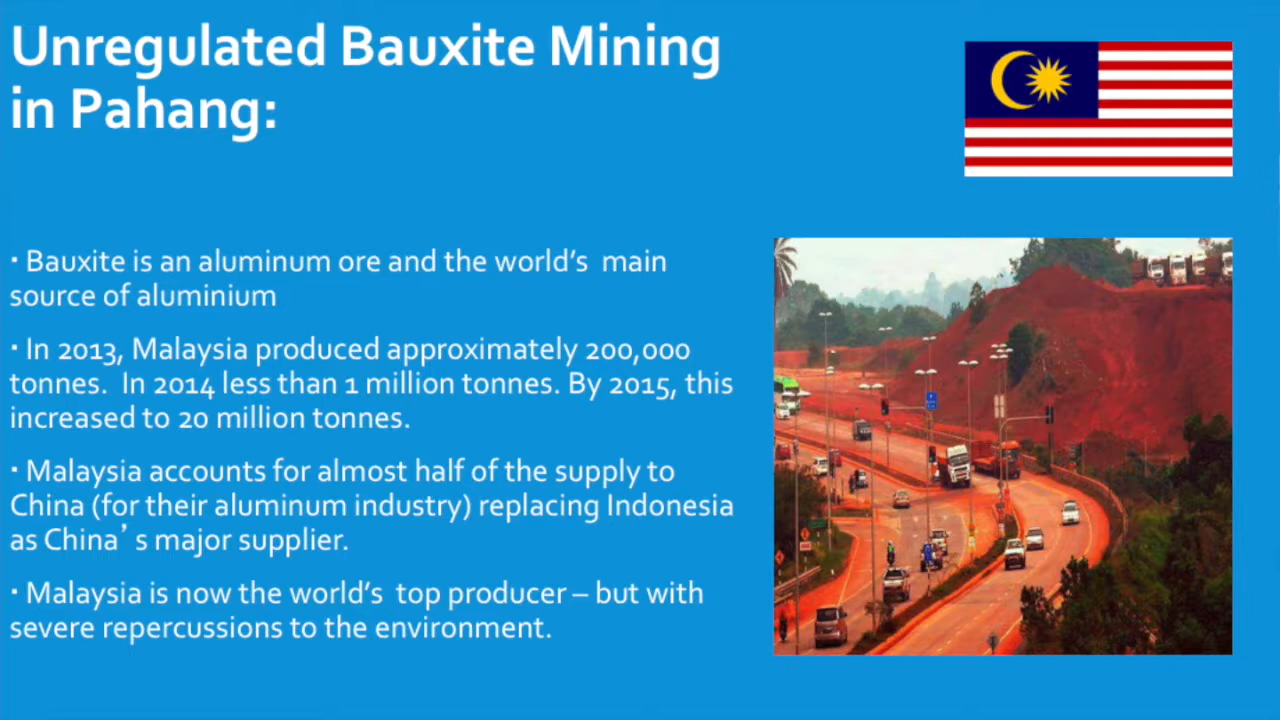 Unregulated Bauxite Mining
in Pahang:
· Bauxite is an aluminum ore and the world’s  main
source of aluminium
· In 2013, Malaysia produced approximately 200,000
tonnes.  In 2014 less than 1 million tonnes. By 2015, this
increased to 20 million tonnes.
· Malaysia accounts for almost half of the supply to
China (for their aluminum industry) replacing Indonesia
as China’ s major supplier.
· Malaysia is now the world’s  top producer – but with
severe repercussions to the environment.